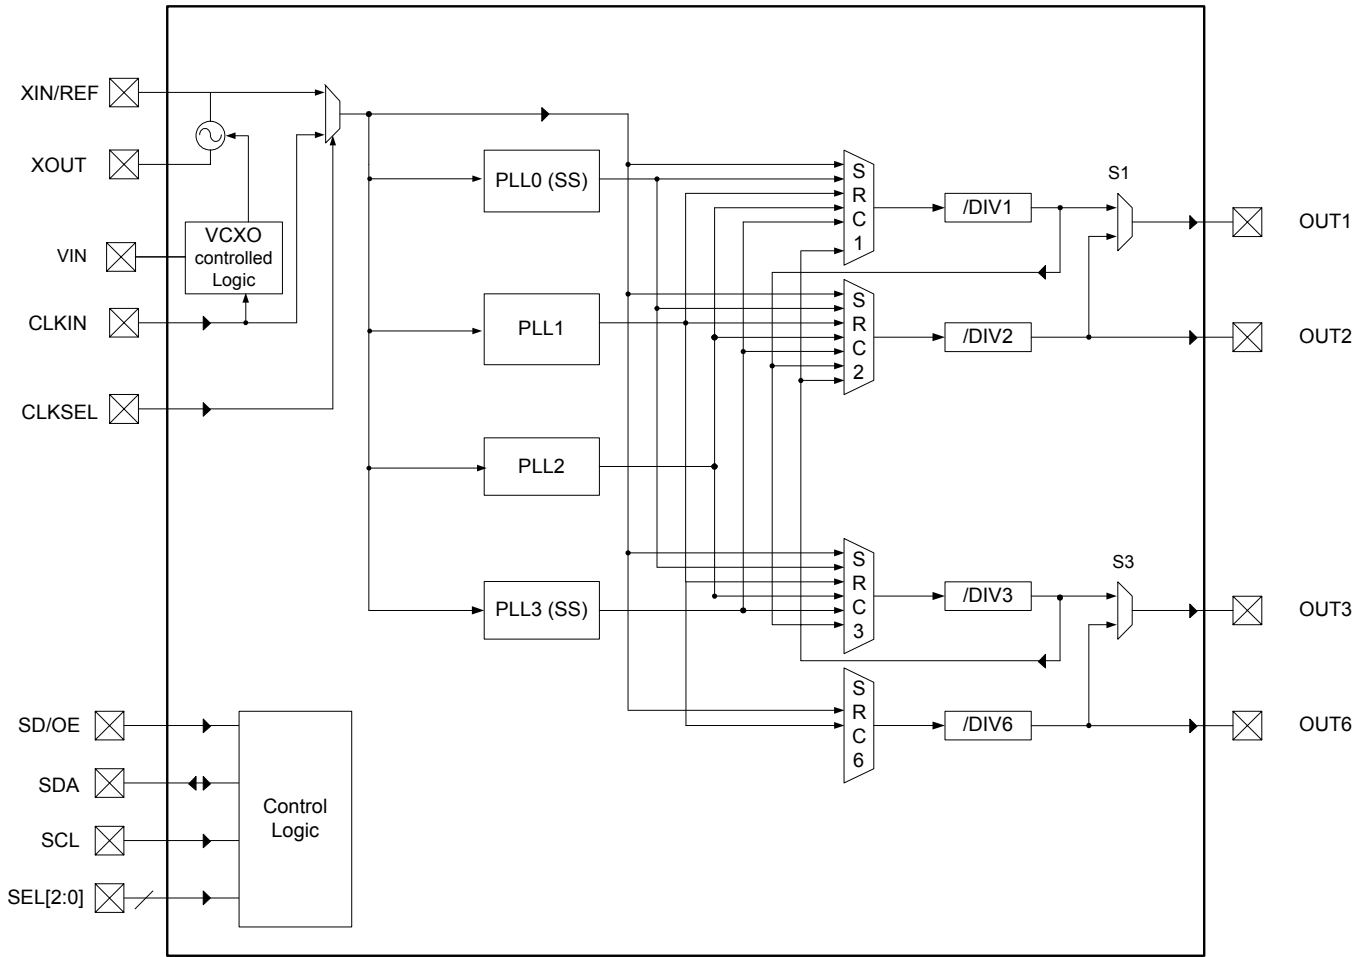 XIN/REF
XOUT
VIN
CLKIN
CLKSEL
VCXO
controlled
Logic
PLL0 (SS)
PLL1
PLL2
PLL3 (SS)
S
R
C
1
S
R
C
2
S
R
C
3
S
R
C
6
/DIV1
/DIV2
/DIV3
/DIV6
S1
S3
OUT1
OUT2
OUT3
OUT6
SD/OE
SDA
SCL
SEL[2:0]
Control
Logic